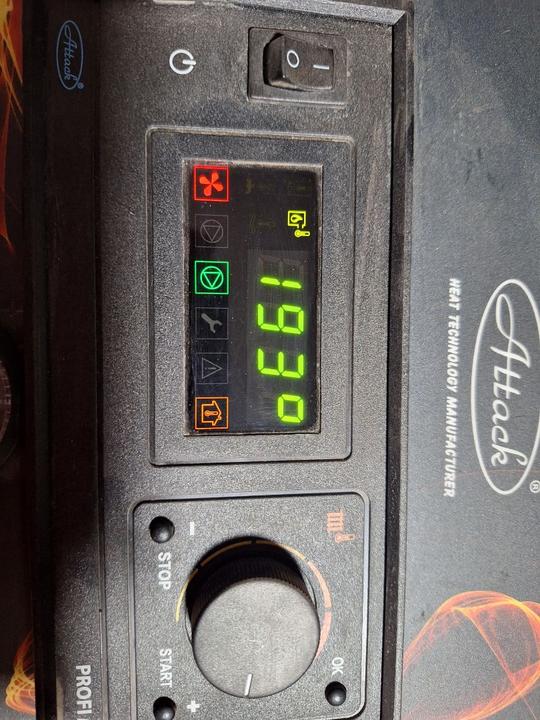 Attack®
HEAT TECHNOLOGY MANUFACTURER
O I
193°
OK
- +
STOP START
Attack®
PROFI